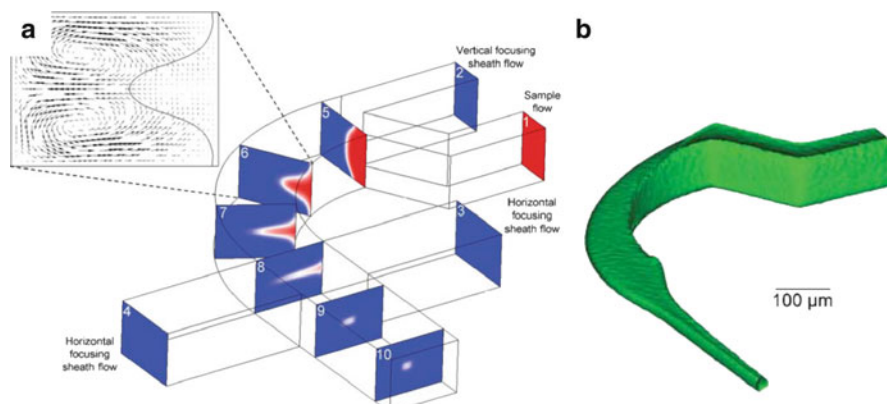 a
b
Vertical focusing
sheath flow
2
Sample
flow
1
5
6
7
Horizontal
focusing
sheath flow
3
8
4
9
10
Horizontal
focusing
sheath flow
100 µm